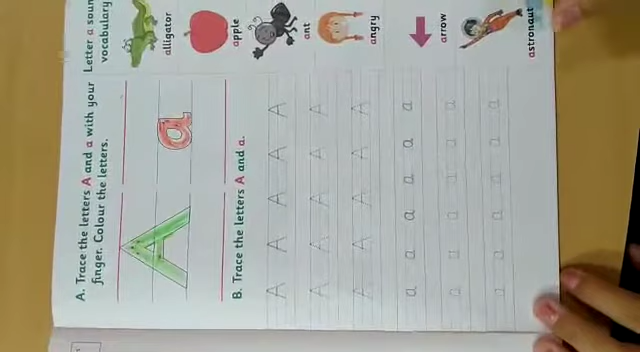 Letter a soun
vocabulary
alligator
apple
ant
angry
arrow
astronaut
A. Trace the letters A and a with your
finger. Colour the letters.
A a
B. Trace the letters A and a.
A A A A A
A A A A A
A A A A A
a a a a a a
a a a a a a
a a a a a a